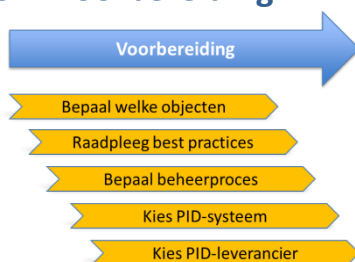 Voorbereiding
Bepaal welke objecten
Raadpleeg best practices
Bepaal beheerproces
Kies PID-systeem
Kies PID-leverancier